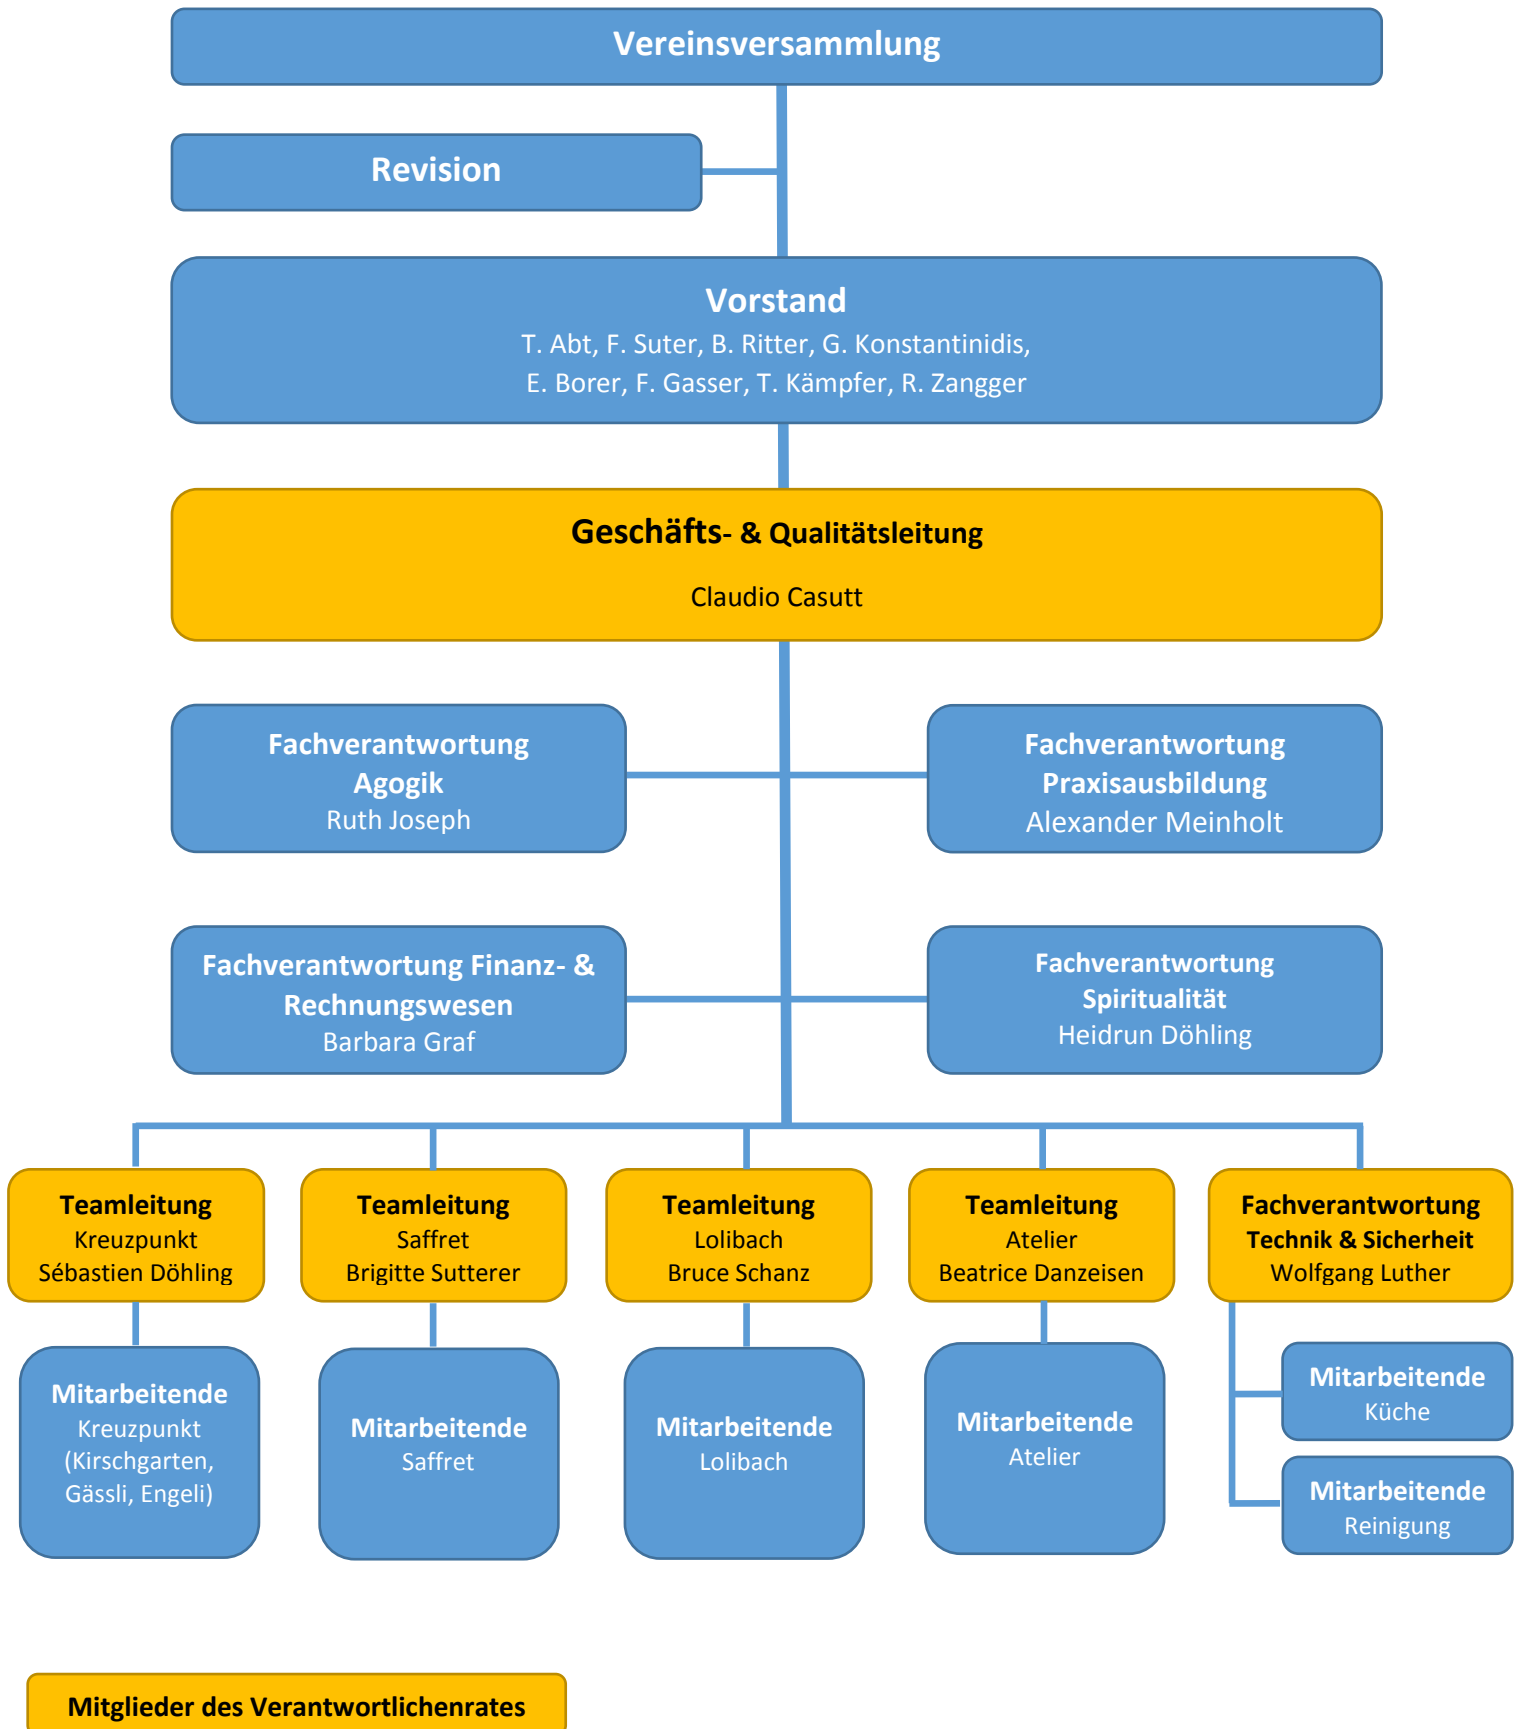 Vereinsversammlung
Revision
Vorstand
T. Abt, F. Suter, B. Ritter, G. Konstantinidis,
E. Borer, F. Gasser, T. Kämpfer, R. Zangger
Geschäfts- & Qualitätsleitung
Claudio Casutt
Fachverantwortung
Agogik
Ruth Joseph
Fachverantwortung
Praxisausbildung
Alexander Meinholt
Fachverantwortung Finanz- &
Rechnungswesen
Barbara Graf
Fachverantwortung
Spiritualität
Heidrun Döhling
Teamleitung
Kreuzpunkt
Sébastien Döhling
Teamleitung
Saffret
Brigitte Sutterer
Teamleitung
Lolibach
Bruce Schanz
Teamleitung
Atelier
Beatrice Danzeisen
Fachverantwortung
Technik & Sicherheit
Wolfgang Luther
Mitarbeitende
Kreuzpunkt
(Kirschgarten,
Gässli, Engeli)
Mitarbeitende
Saffret
Mitarbeitende
Lolibach
Mitarbeitende
Atelier
Mitarbeitende
Küche
Mitarbeitende
Reinigung
Mitglieder des Verantwortlichenrates